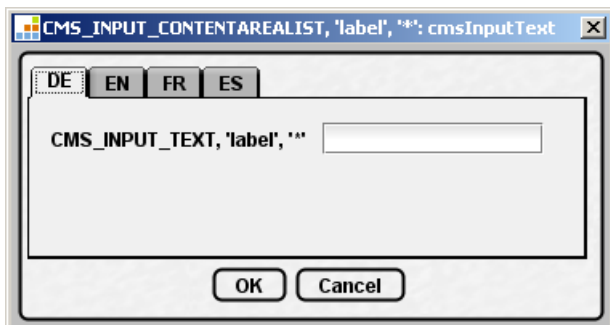 CMS_INPUT_CONTENTAREALIST, 'label', '*': cmsInputText
DE EN FR ES
CMS_INPUT_TEXT, 'label', '*'
OK Cancel